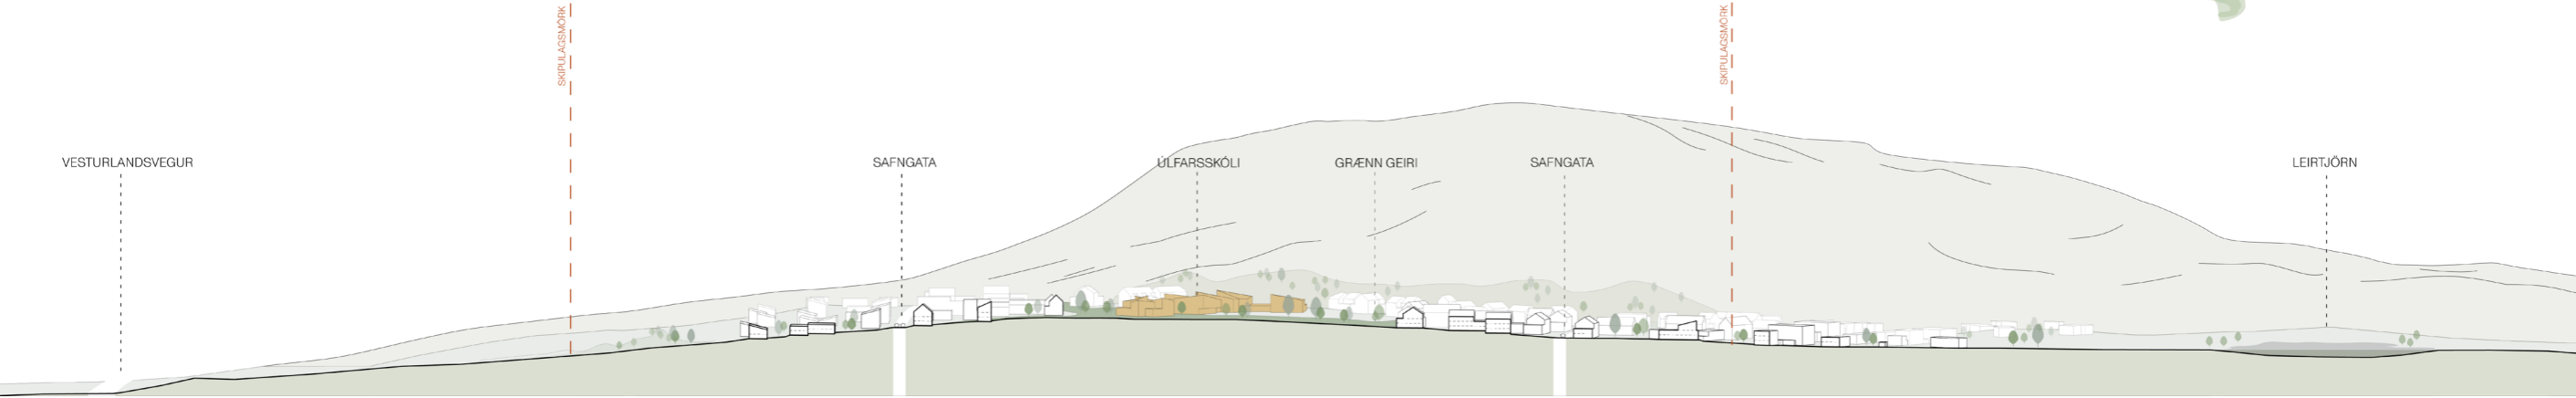 SKIPULAGSMÖRK
SKIPULAGSMÖRK
VESTURLANDSVEGUR
SAFNGATA
ÚLFARSSKÓLI
GRÆNN GEIRI
SAFNGATA
LEIRTJÖRN